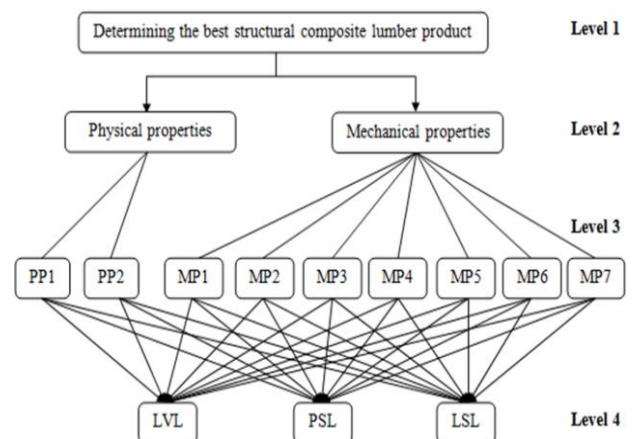 Determining the best structural composite lumber product
Level 1
Physical properties
Mechanical properties
Level 2
Level 3
PP1 PP2 MP1 MP2 MP3 MP4 MP5 MP6 MP7
LVL PSL LSL
Level 4